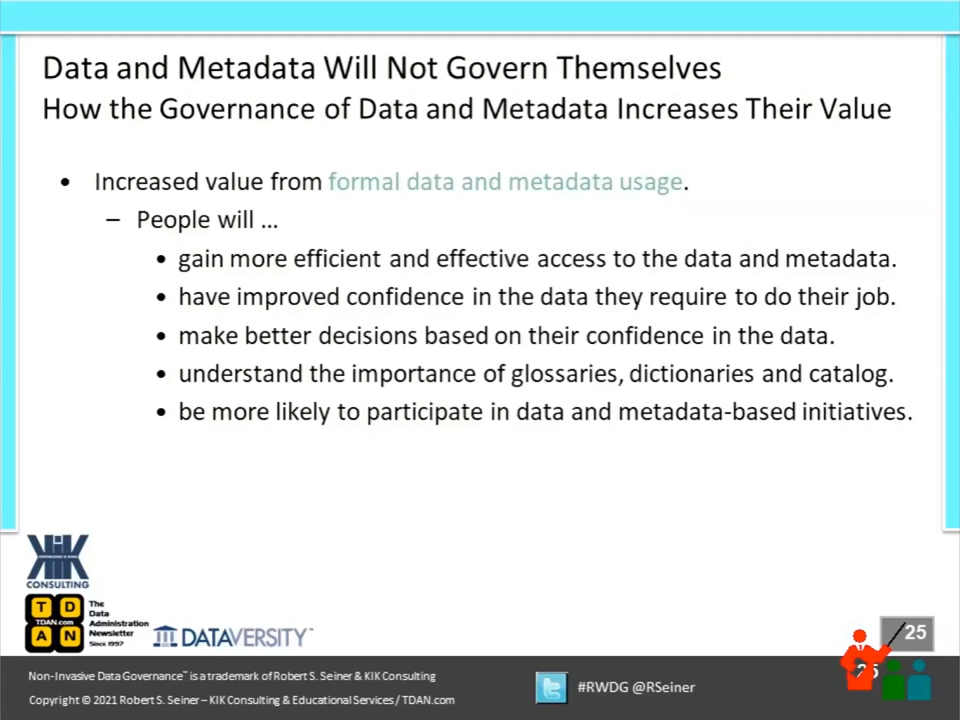 Data and Metadata Will Not Govern Themselves
How the Governance of Data and Metadata Increases Their Value
• Increased value from formal data and metadata usage.
– People will ...
• gain more efficient and effective access to the data and metadata.
• have improved confidence in the data they require to do their job.
• make better decisions based on their confidence in the data.
• understand the importance of glossaries, dictionaries and catalog.
• be more likely to participate in data and metadata-based initiatives.
KIK
CONSULTING
T D
TDAN.com
A N
The
Data
Administration
Newsletter
Since 1997
DATAVERSITY™
25
25
Non-Invasive Data Governance™ is a trademark of Robert S. Seiner & KIK Consulting
Copyright © 2021 Robert S. Seiner – KIK Consulting & Educational Services / TDAN.com
#RWDG @RSeiner